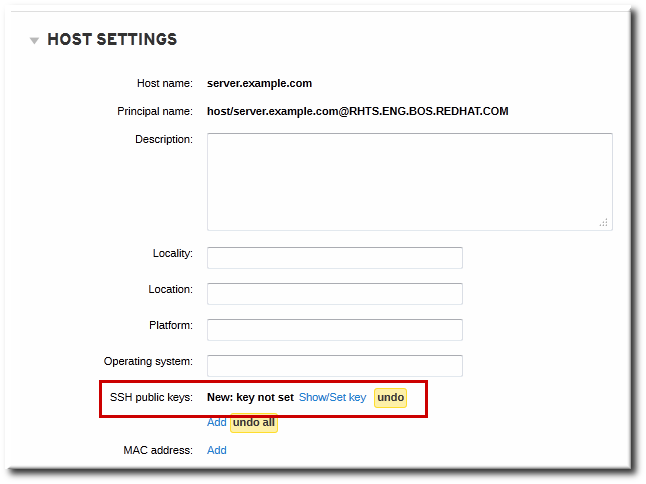 HOST SETTINGS
Host name: server.example.com
Principal name: host/server.example.com@RHTS.ENG.BOS.REDHAT.COM
Description:
Locality:
Location:
Platform:
Operating system:
SSH public keys: New: key not set Show/Set key undo
Add undo all
MAC address: Add